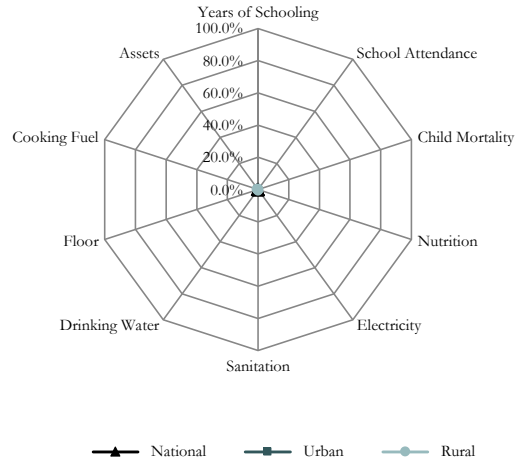 Years of Schooling
100.0%
Assets
School Attendance
80.0%
60.0%
40.0%
Cooking Fuel
Child Mortality
20.0%
0.0%
Floor
Nutrition
Drinking Water
Electricity
Sanitation
National Urban Rural